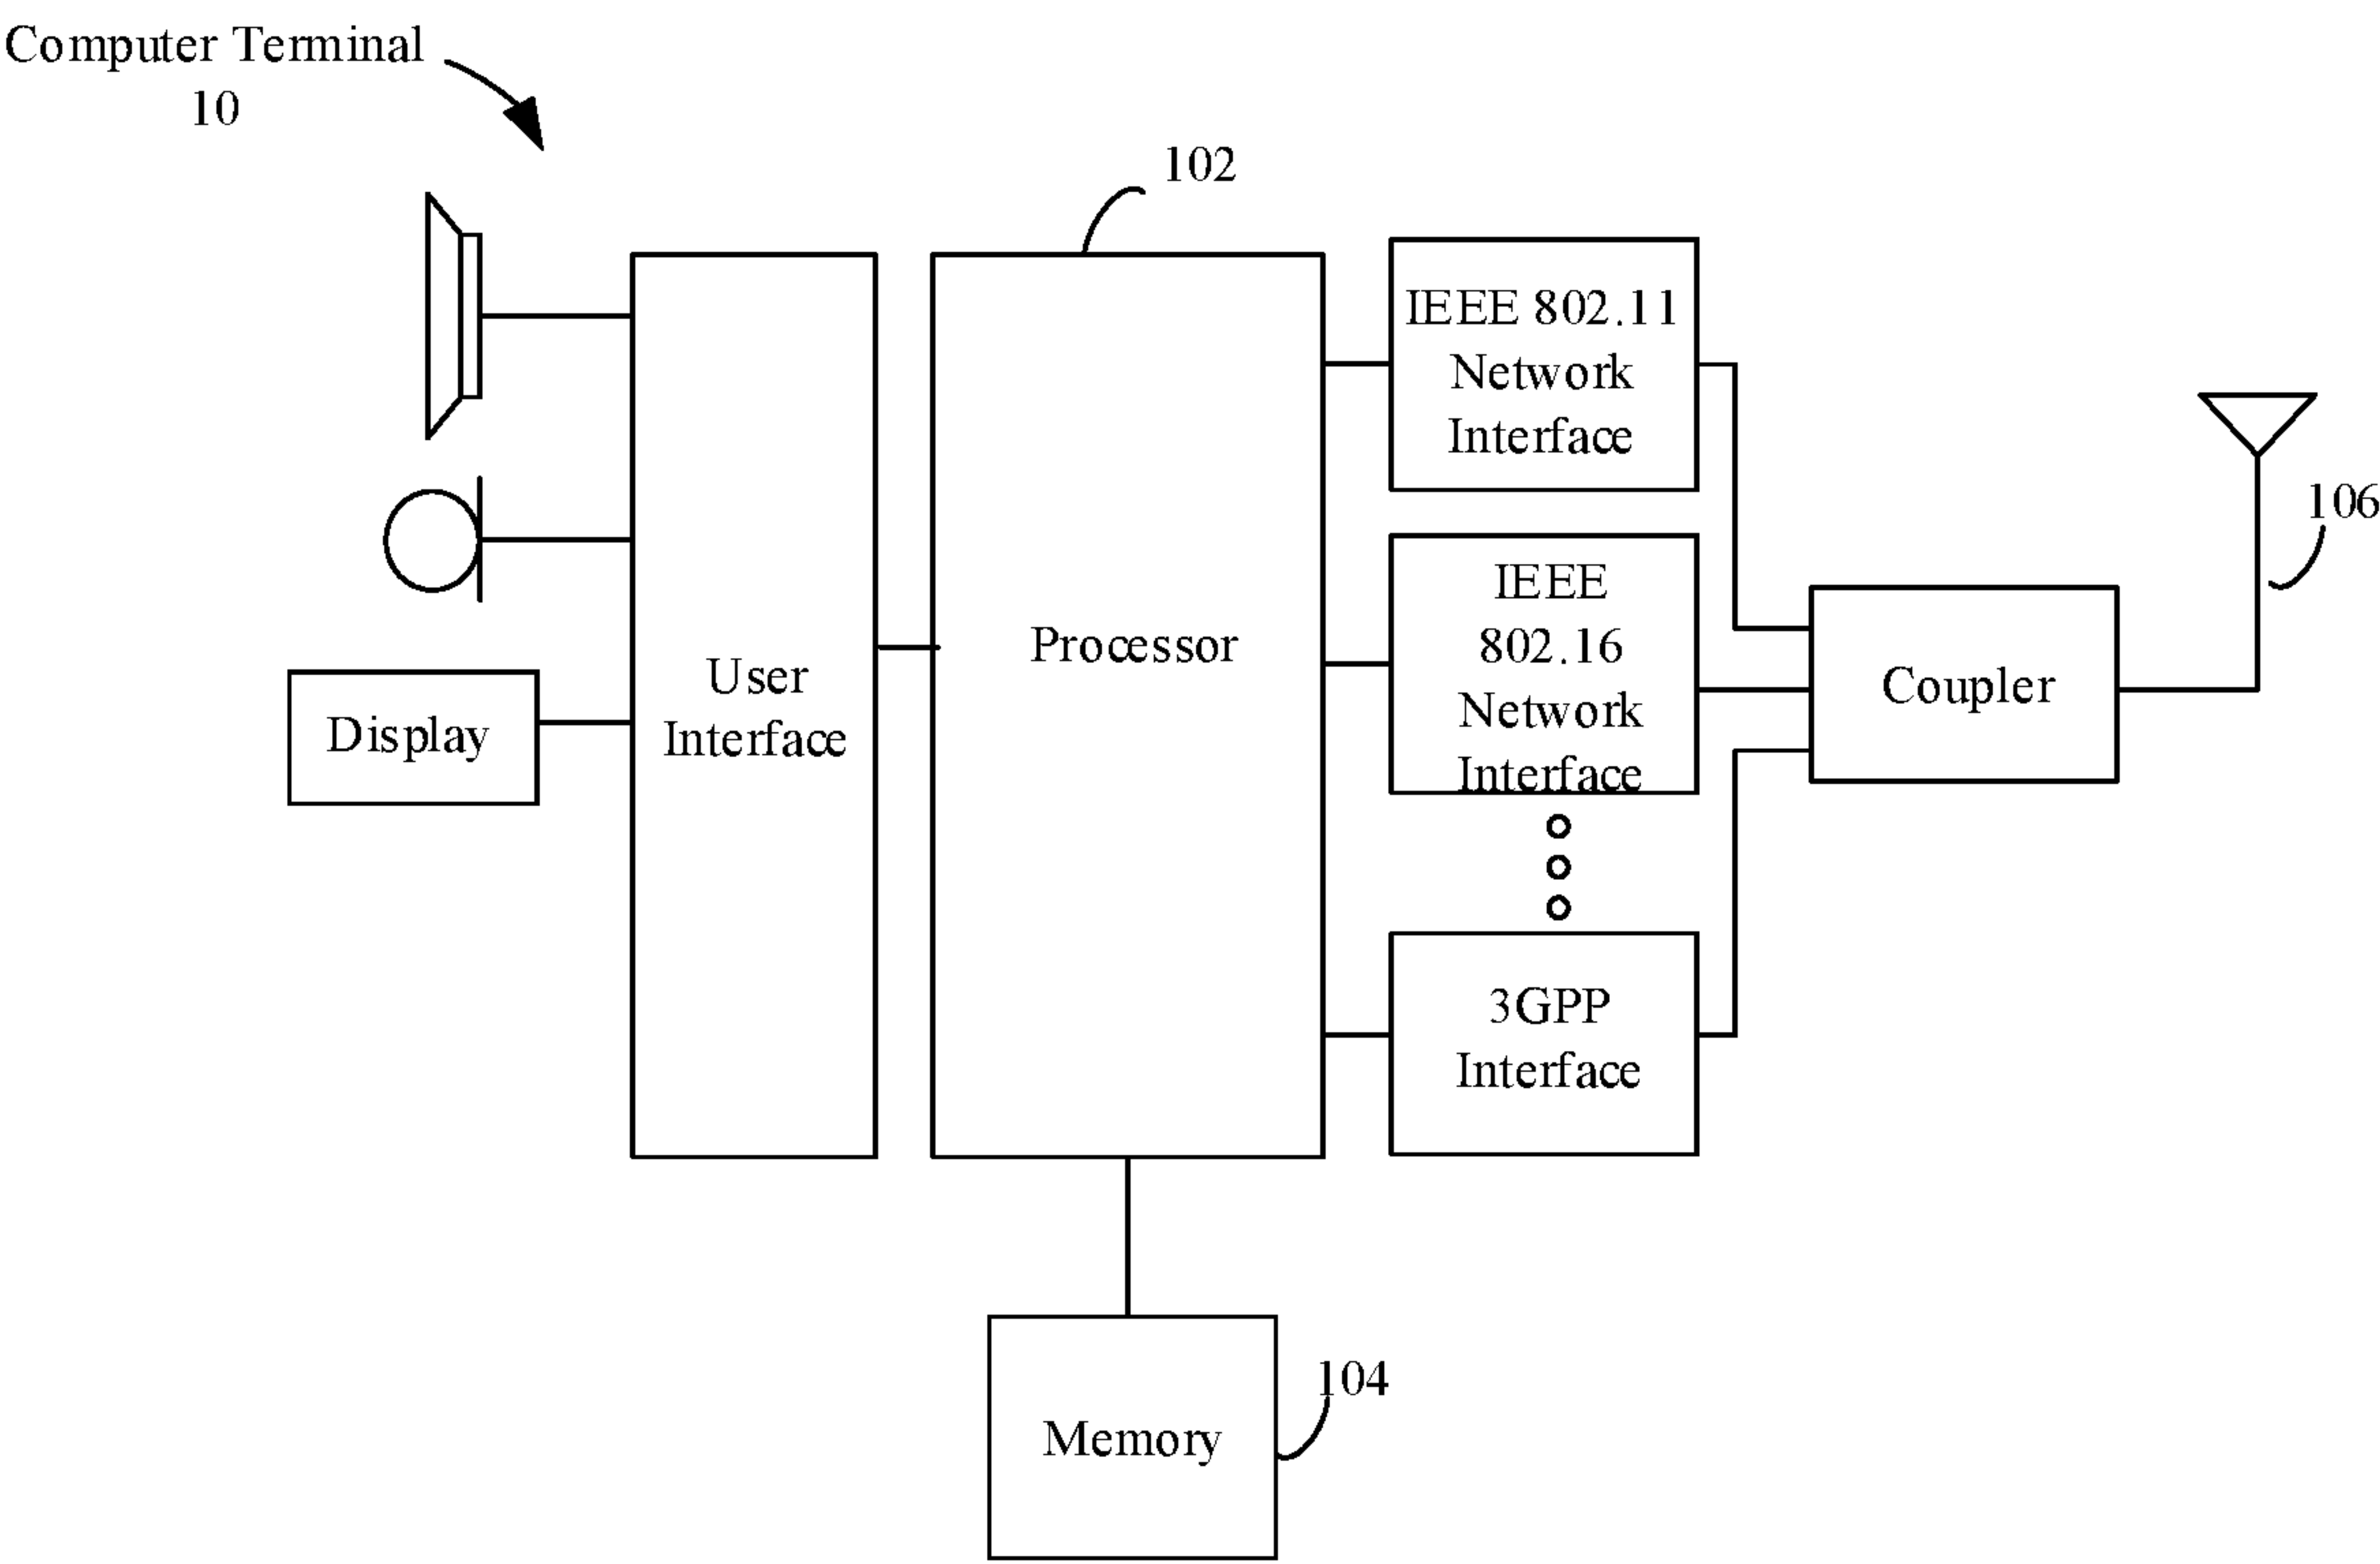 Computer Terminal
10
102
IEEE 802.11
Network
Interface
106
IEEE
802.16
Network
Interface
Processor
User
Interface
Coupler
Display
3GPP
Interface
104
Memory